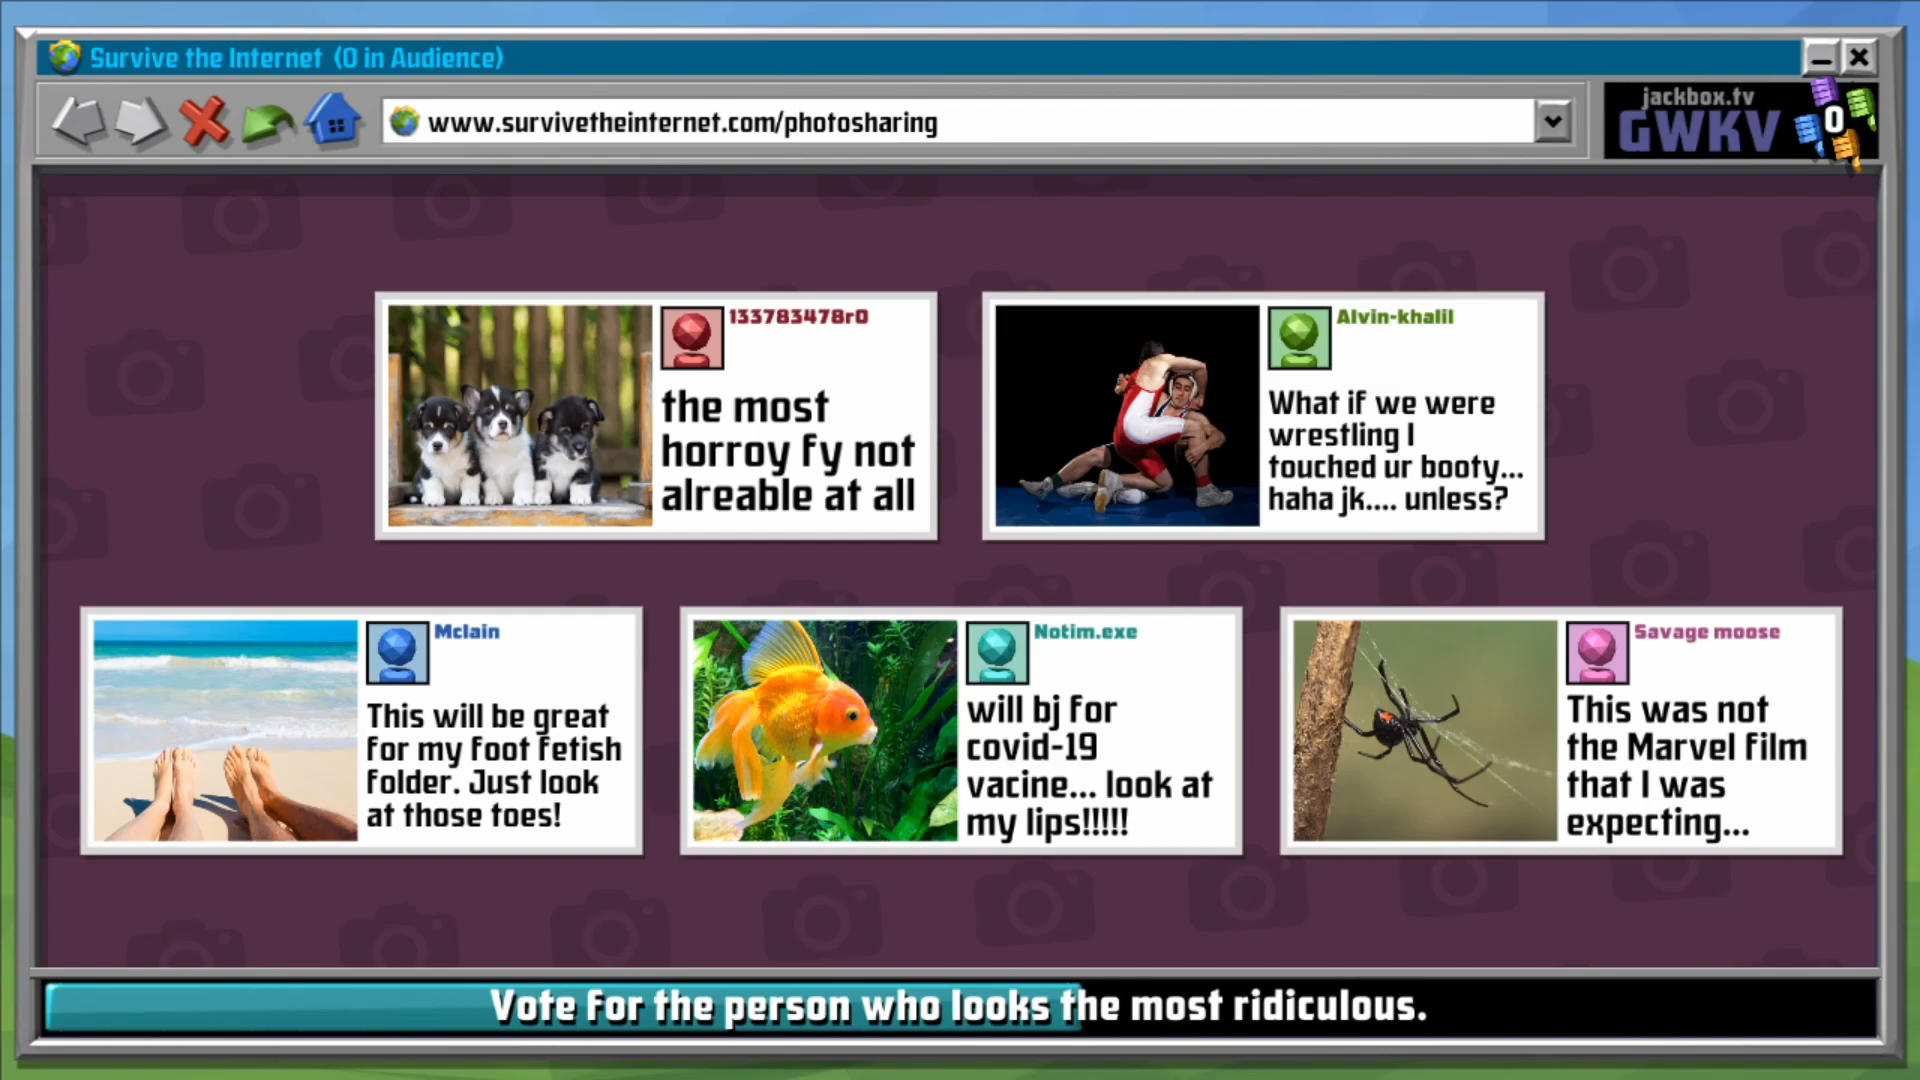 Survive the Internet (0 in Audience)
www.survivetheinternet.com/photosharing
jackbox.tv
GWKV
0
133783478r0
the most
horroy fy not
alreable at all
Alvin-khalil
What if we were
wrestling I
touched ur booty...
haha jk.... unless?
Mclain
This will be great
for my foot fetish
folder. Just look
at those toes!
Notim.exe
will bj for
covid-19
vacine... look at
my lips!!!!!
Savage moose
This was not
the Marvel film
that I was
expecting...
Vote for the person who looks the most ridiculous.